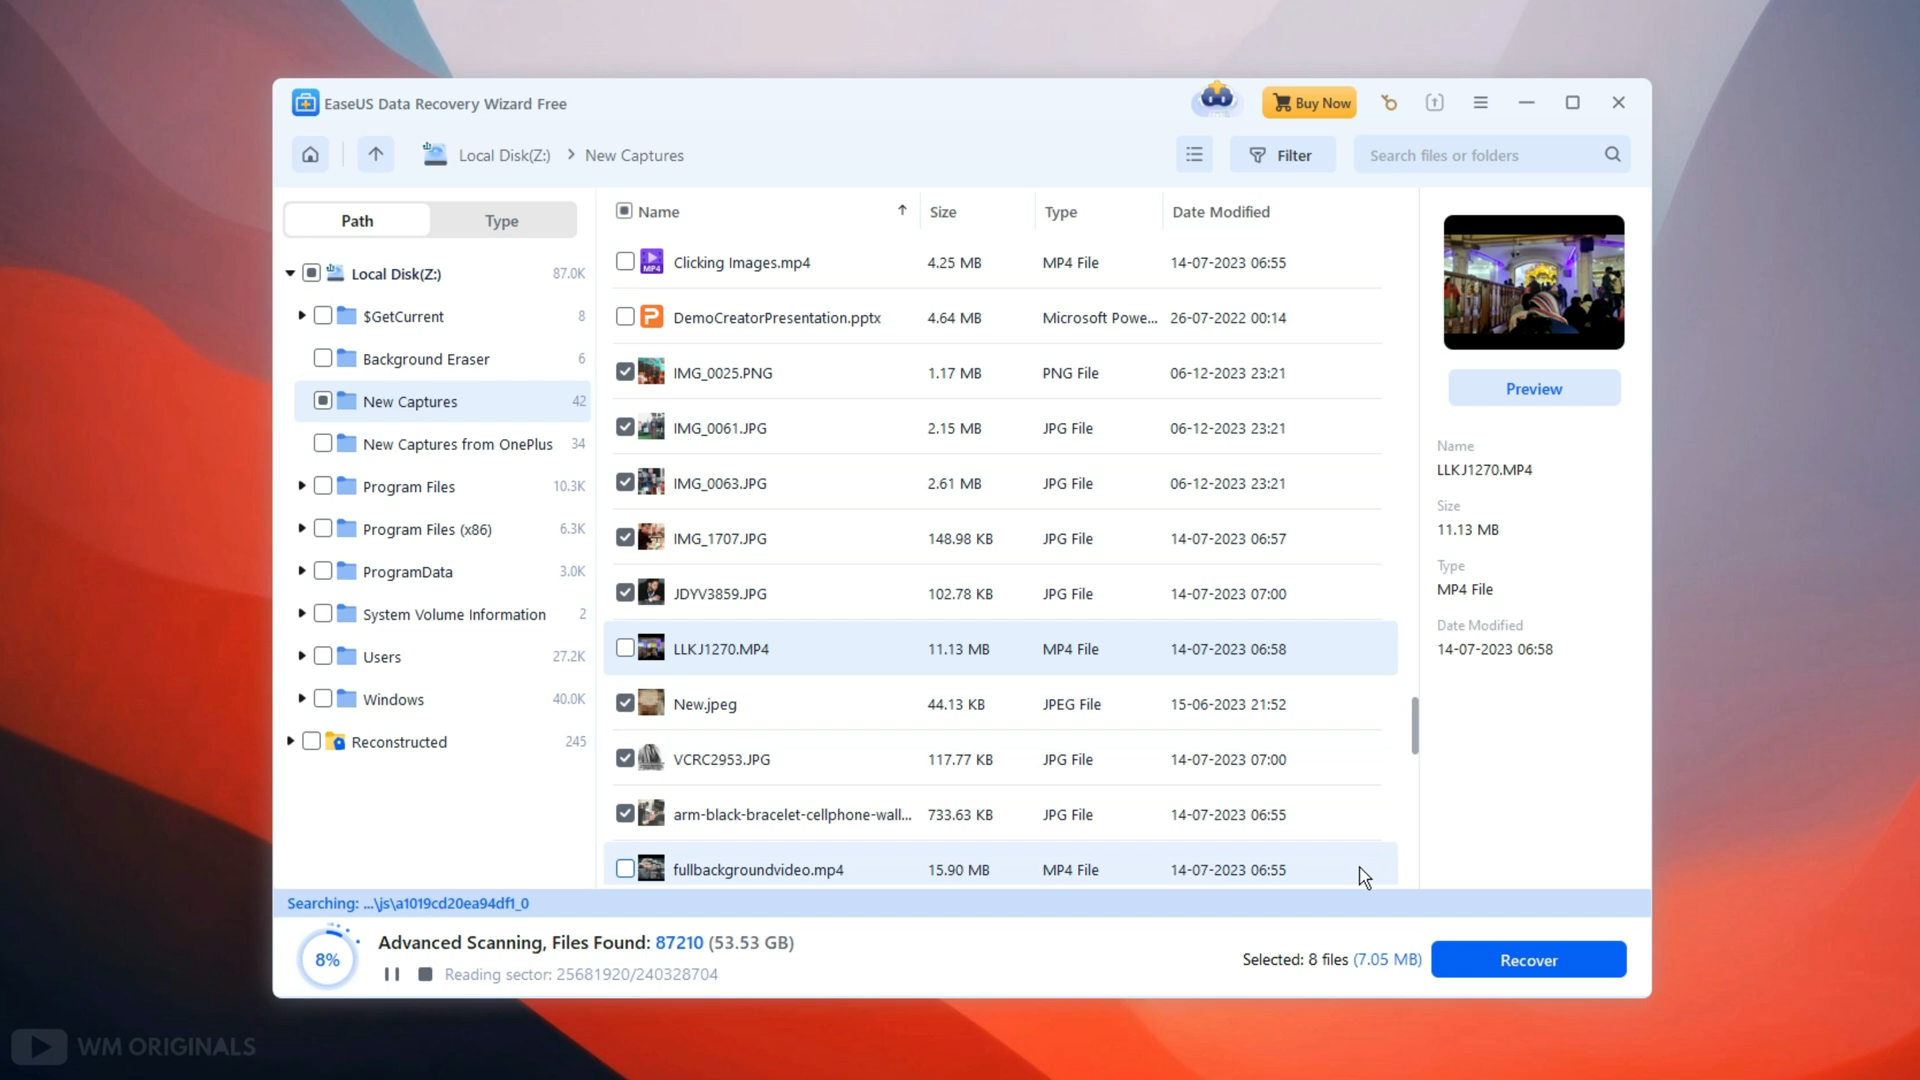 EaseUS Data Recovery Wizard Free
Buy Now
Local Disk(Z:) > New Captures
Filter
Search files or folders
Path Type
Local Disk(Z:) 87.0K
$GetCurrent 8
Background Eraser 6
New Captures 42
New Captures from OnePlus 34
Program Files 10.3K
Program Files (x86) 6.3K
ProgramData 3.0K
System Volume Information 2
Users 27.2K
Windows 40.0K
Reconstructed 245
Name Size Type Date Modified
MP4 Clicking Images.mp4 4.25 MB MP4 File 14-07-2023 06:55
DemoCreatorPresentation.pptx 4.64 MB Microsoft Powe... 26-07-2022 00:14
IMG_0025.PNG 1.17 MB PNG File 06-12-2023 23:21
IMG_0061.JPG 2.15 MB JPG File 06-12-2023 23:21
IMG_0063.JPG 2.61 MB JPG File 06-12-2023 23:21
IMG_1707.JPG 148.98 KB JPG File 14-07-2023 06:57
JDYV3859.JPG 102.78 KB JPG File 14-07-2023 07:00
LLKJ1270.MP4 11.13 MB MP4 File 14-07-2023 06:58
New.jpeg 44.13 KB JPEG File 15-06-2023 21:52
VCRC2953.JPG 117.77 KB JPG File 14-07-2023 07:00
arm-black-bracelet-cellphone-wall... 733.63 KB JPG File 14-07-2023 06:55
fullbackgroundvideo.mp4 15.90 MB MP4 File 14-07-2023 06:55
Preview
Name
LLKJ1270.MP4
Size
11.13 MB
Type
MP4 File
Date Modified
14-07-2023 06:58
Searching: ...\js\a1019cd20ea94df1_0
8%
Advanced Scanning, Files Found: 87210 (53.53 GB)
Reading sector: 25681920/240328704
Selected: 8 files (7.05 MB)
Recover
WM ORIGINALS